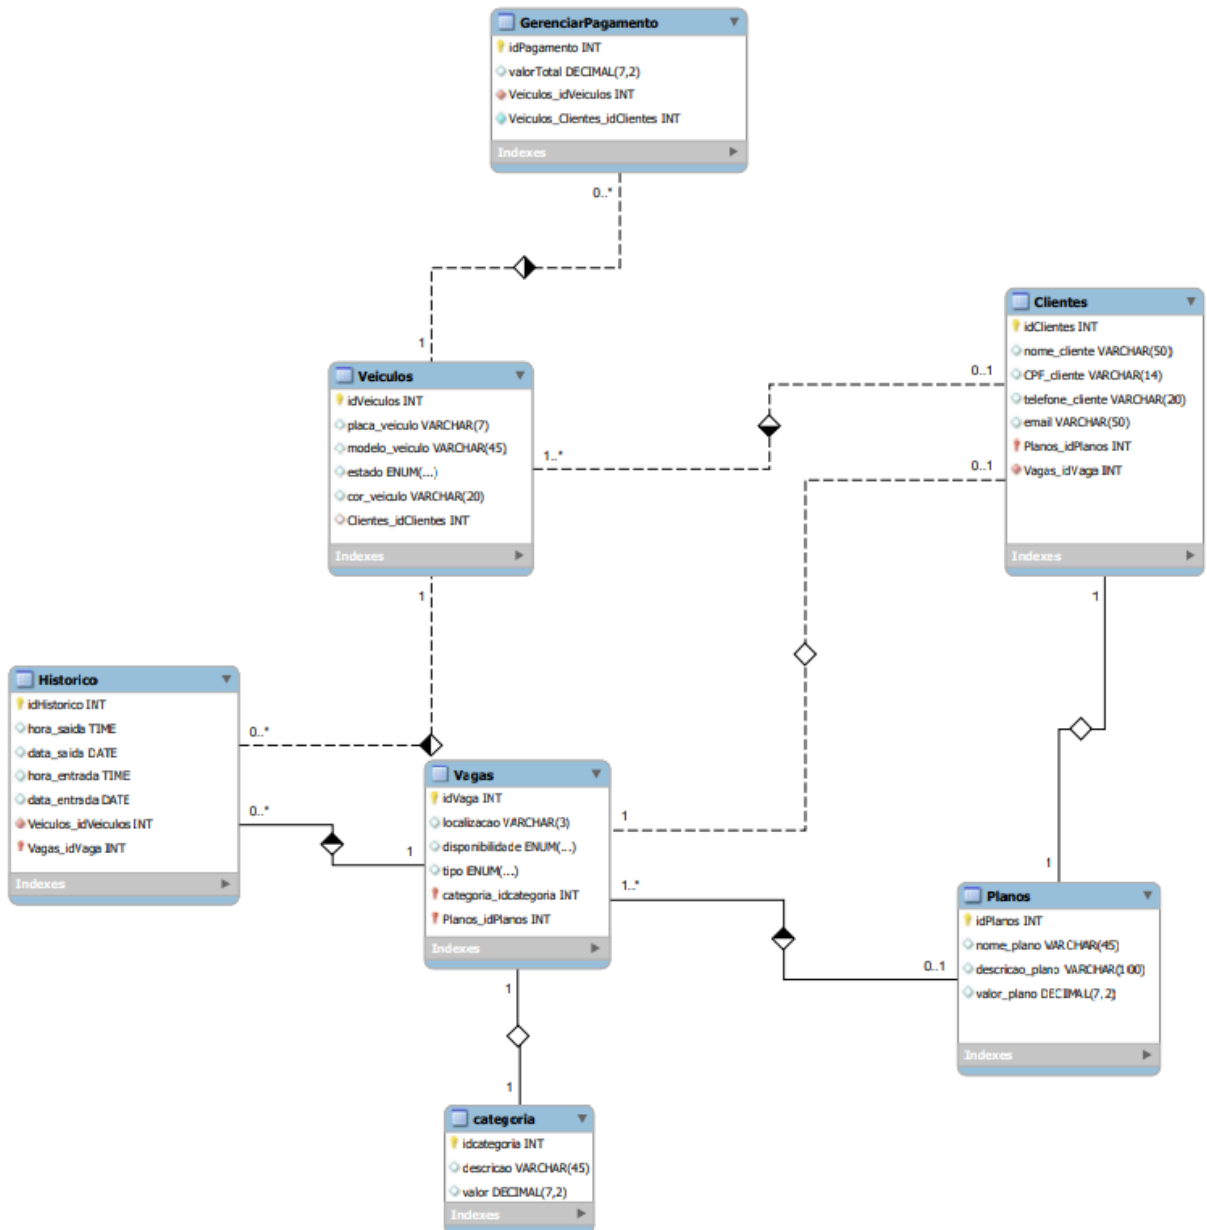 GerenciarPagamento
idPagamento INT
valorTotal DECIMAL(7,2)
Veiculos_idVeiculos INT
Veiculos_Clientes_idClientes INT
Indexes
0..*
1
Clientes
idClientes INT
nome_cliente VARCHAR(50)
CPF_cliente VARCHAR(14)
telefone_cliente VARCHAR(20)
email VARCHAR(50)
Planos_idPlanos INT
Vagas_idVaga INT
Indexes
0..1
0..1
1
Veiculos
idVeiculos INT
placa_veiculo VARCHAR(7)
modelo_veiculo VARCHAR(45)
estado ENUM(...)
cor_veiculo VARCHAR(20)
Clientes_idClientes INT
Indexes
1..*
1
Historico
idHistorico INT
hora_saida TIME
data_saida DATE
hora_entrada TIME
data_entrada DATE
Veiculos_idVeiculos INT
Vagas_idVaga INT
Indexes
0..*
0..*
1
Vagas
idVaga INT
localizacao VARCHAR(3)
disponibilidade ENUM(...)
tipo ENUM(...)
categoria_idcategoria INT
Planos_idPlanos INT
Indexes
1
1..*
1
0..1
1
Planos
idPlanos INT
nome_plano VARCHAR(45)
descricao_plano VARCHAR(100)
valor_plano DECIMAL(7,2)
Indexes
1
categoria
idcategoria INT
descricao VARCHAR(45)
valor DECIMAL(7,2)
Indexes